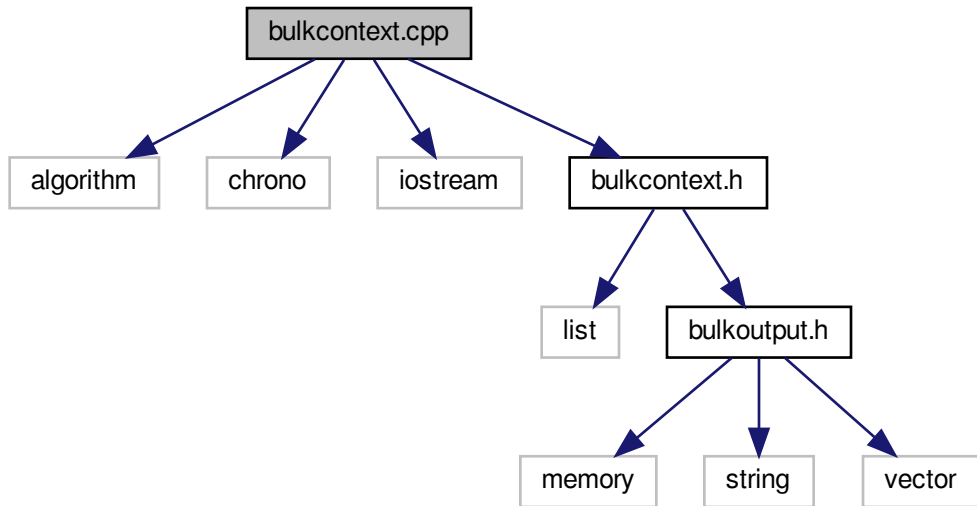 bulkcontext.cpp
algorithm
chrono
iostream
bulkcontext.h
list
bulkoutput.h
memory
string
vector